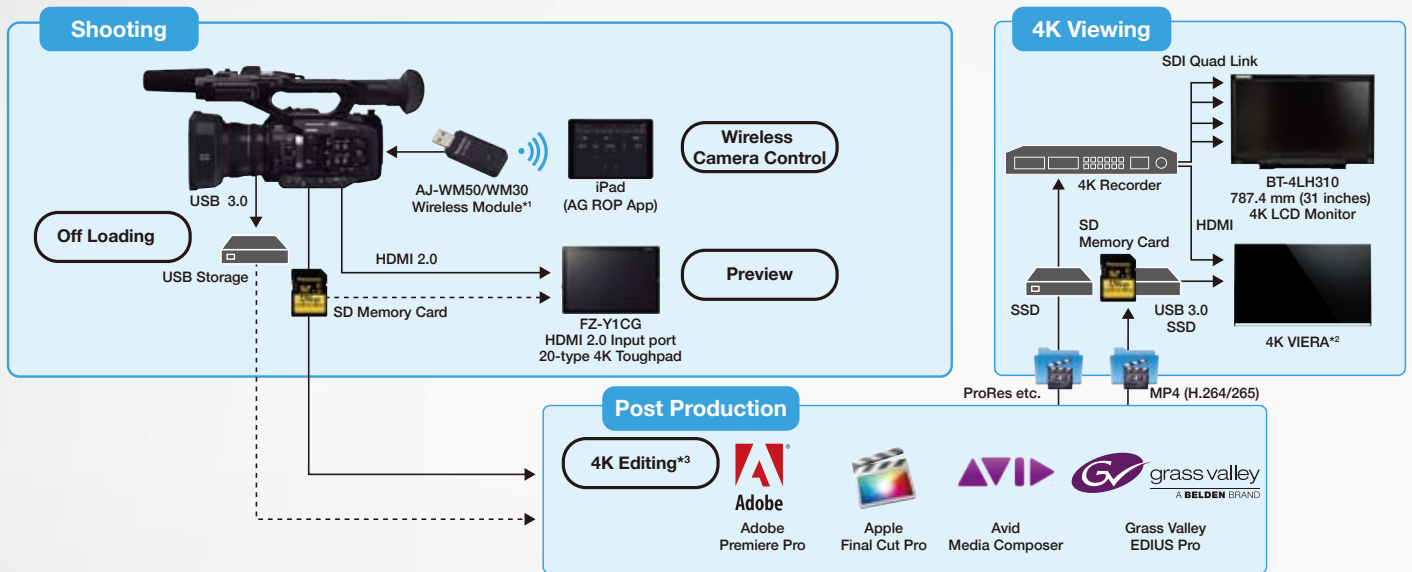 Shooting
USB 3.0
AJ-WM50/WM30
Wireless Module*1
iPad
(AG ROP App)
Wireless
Camera Control
Off Loading
USB Storage
HDMI 2.0
SD Memory Card
FZ-Y1CG
HDMI 2.0 Input port
20-type 4K Toughpad
Preview
4K Viewing
SDI Quad Link
4K Recorder
BT-4LH310
787.4 mm (31 inches)
4K LCD Monitor
HDMI
SD
Memory Card
SSD
USB 3.0
SSD
4K VIERA*2
ProRes etc.
MP4 (H.264/265)
Post Production
4K Editing*3
Adobe
Adobe
Premiere Pro
Apple
Final Cut Pro
AVID
Avid
Media Composer
GV
grass valley
A BELDEN BRAND
Grass Valley
EDIUS Pro